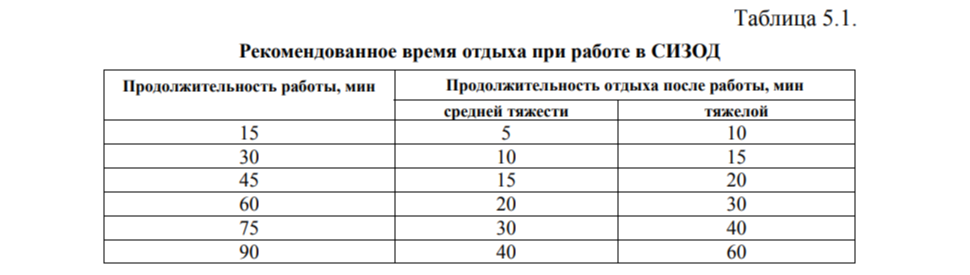 Таблица 5.1.
Рекомендованное время отдыха при работе в СИЗОД
Продолжительность работы, мин Продолжительность отдыха после работы, мин
средней тяжести тяжелой
15 5 10
30 10 15
45 15 20
60 20 30
75 30 40
90 40 60